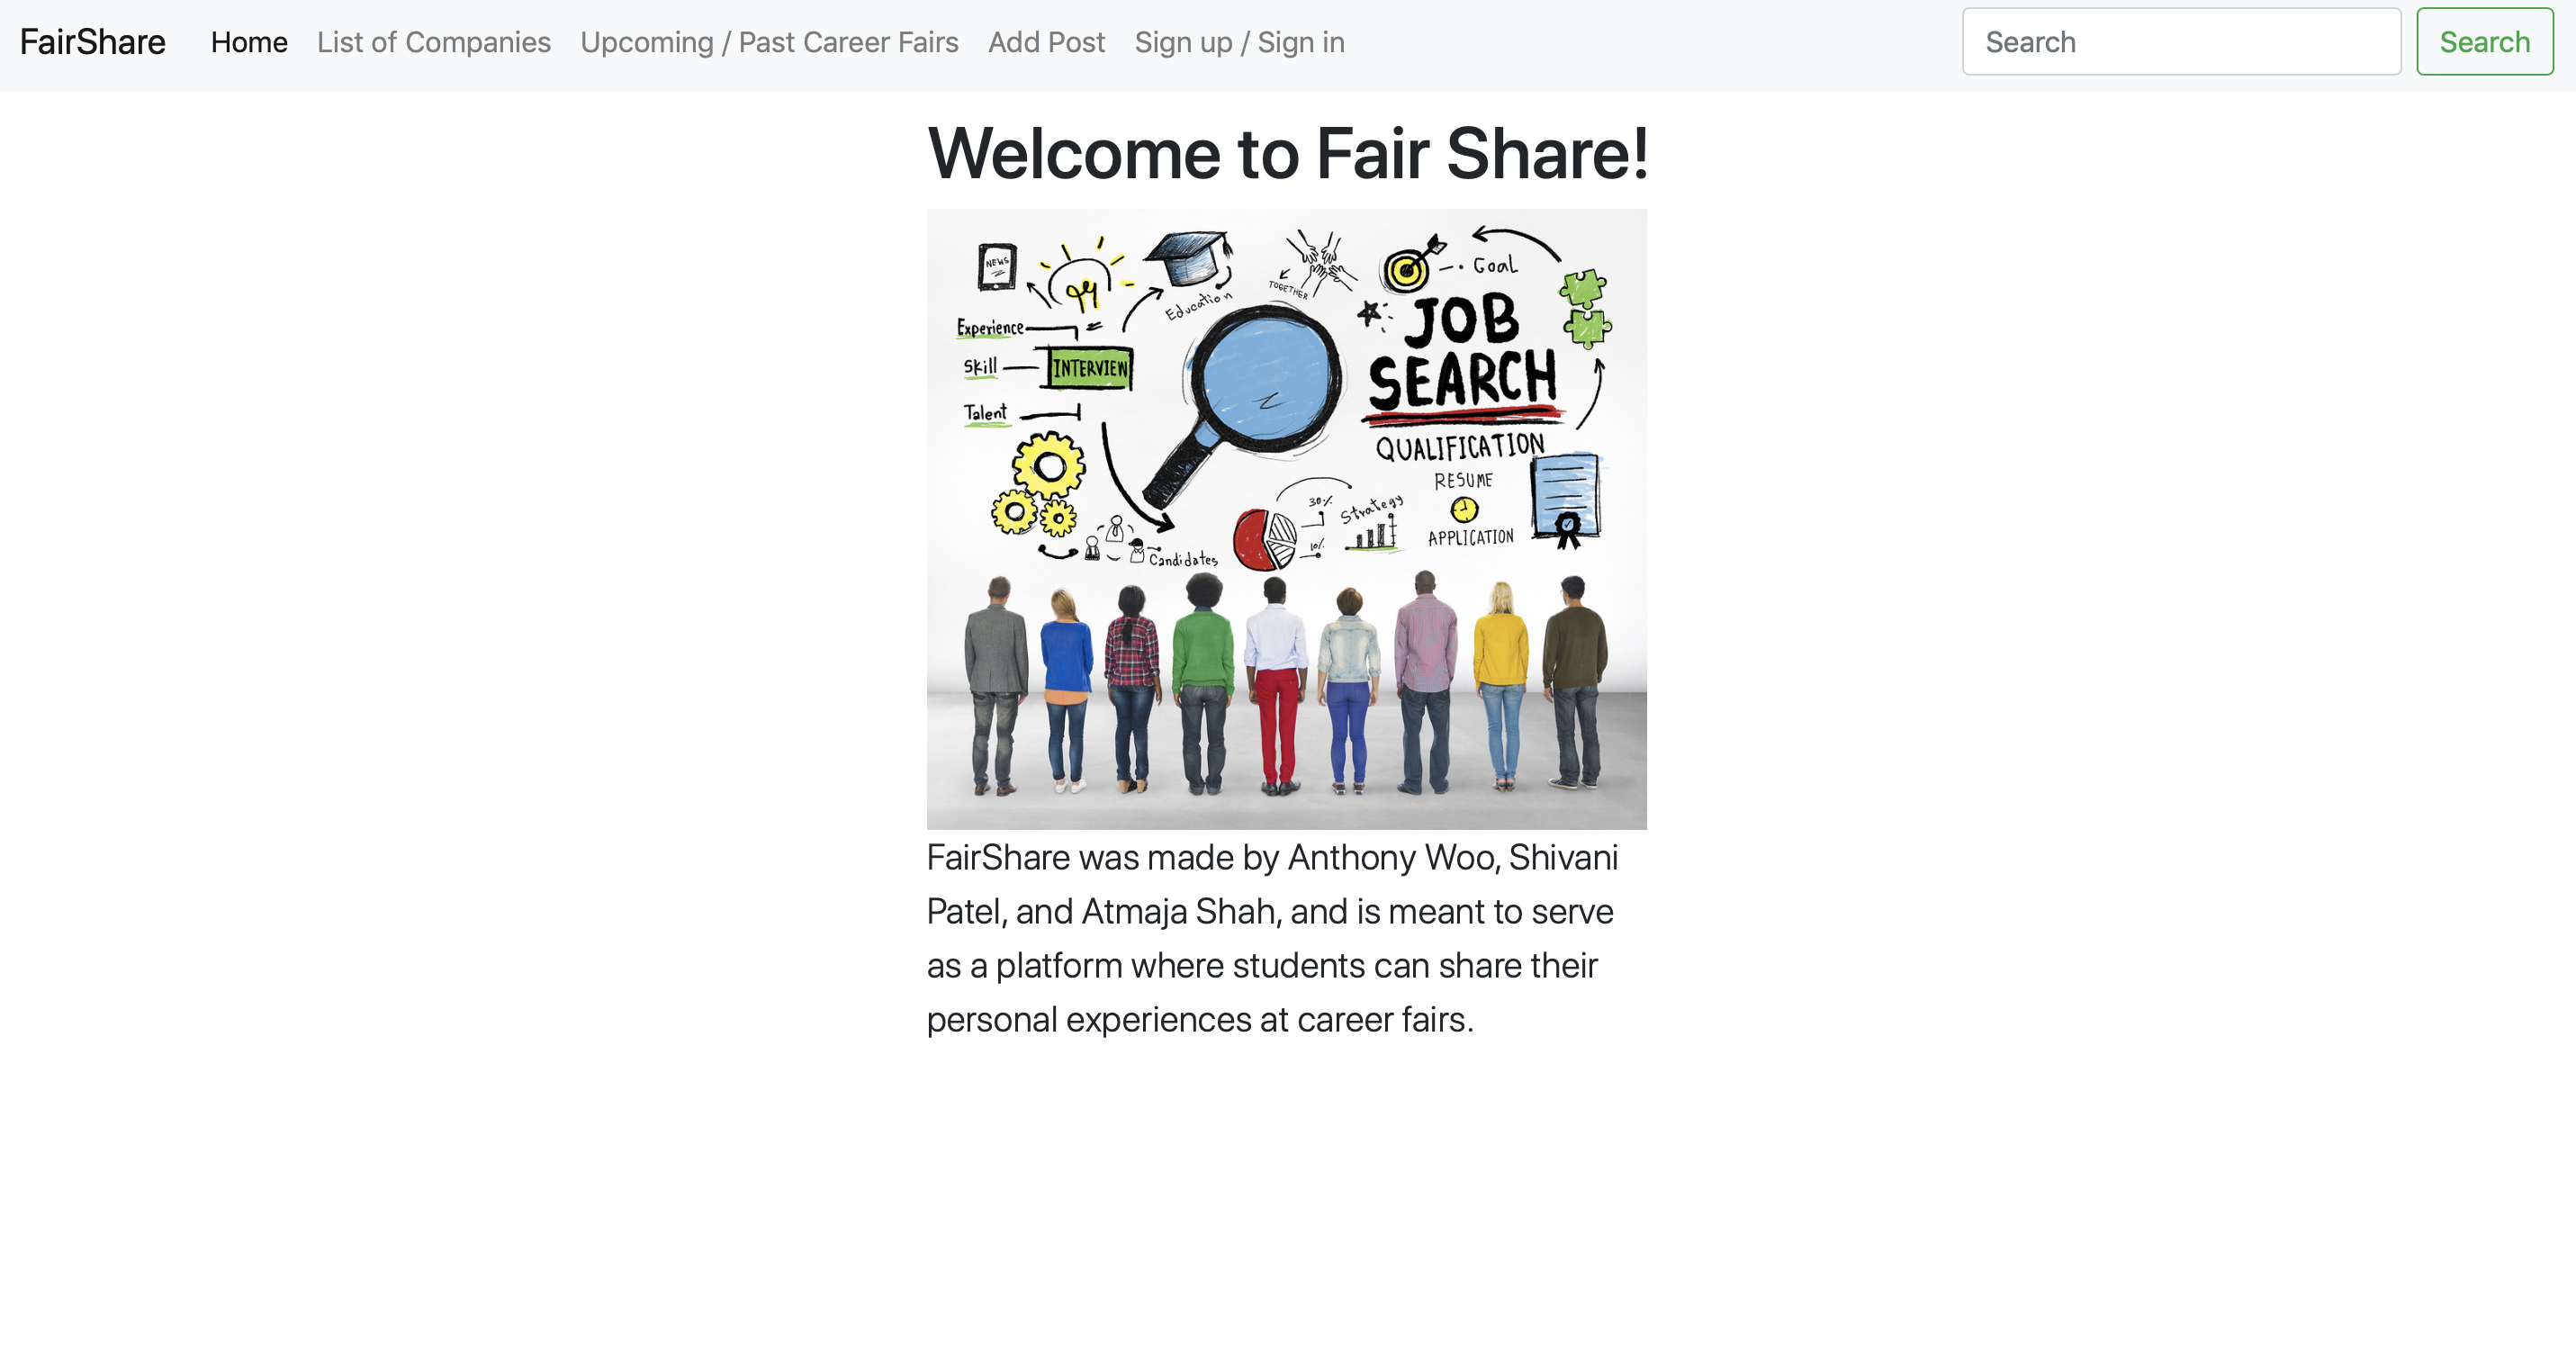 FairShare Home List of Companies Upcoming / Past Career Fairs Add Post Sign up / Sign in Search Search
Welcome to Fair Share!
NEWS
Education
TOGETHER
Goal
Experience
Skill
INTERVIEW
Talent
JOB
SEARCH
QUALIFICATION
RESUME
APPLICATION
30%
10%
Strategy
Candidates
FairShare was made by Anthony Woo, Shivani
Patel, and Atmaja Shah, and is meant to serve
as a platform where students can share their
personal experiences at career fairs.